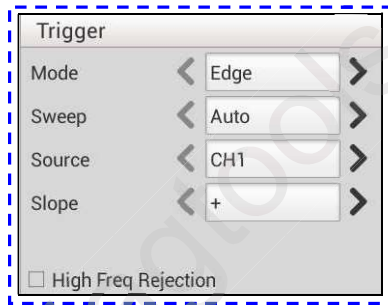 Trigger
Mode Edge
Sweep Auto
Source CH1
Slope +
High Freq Rejection